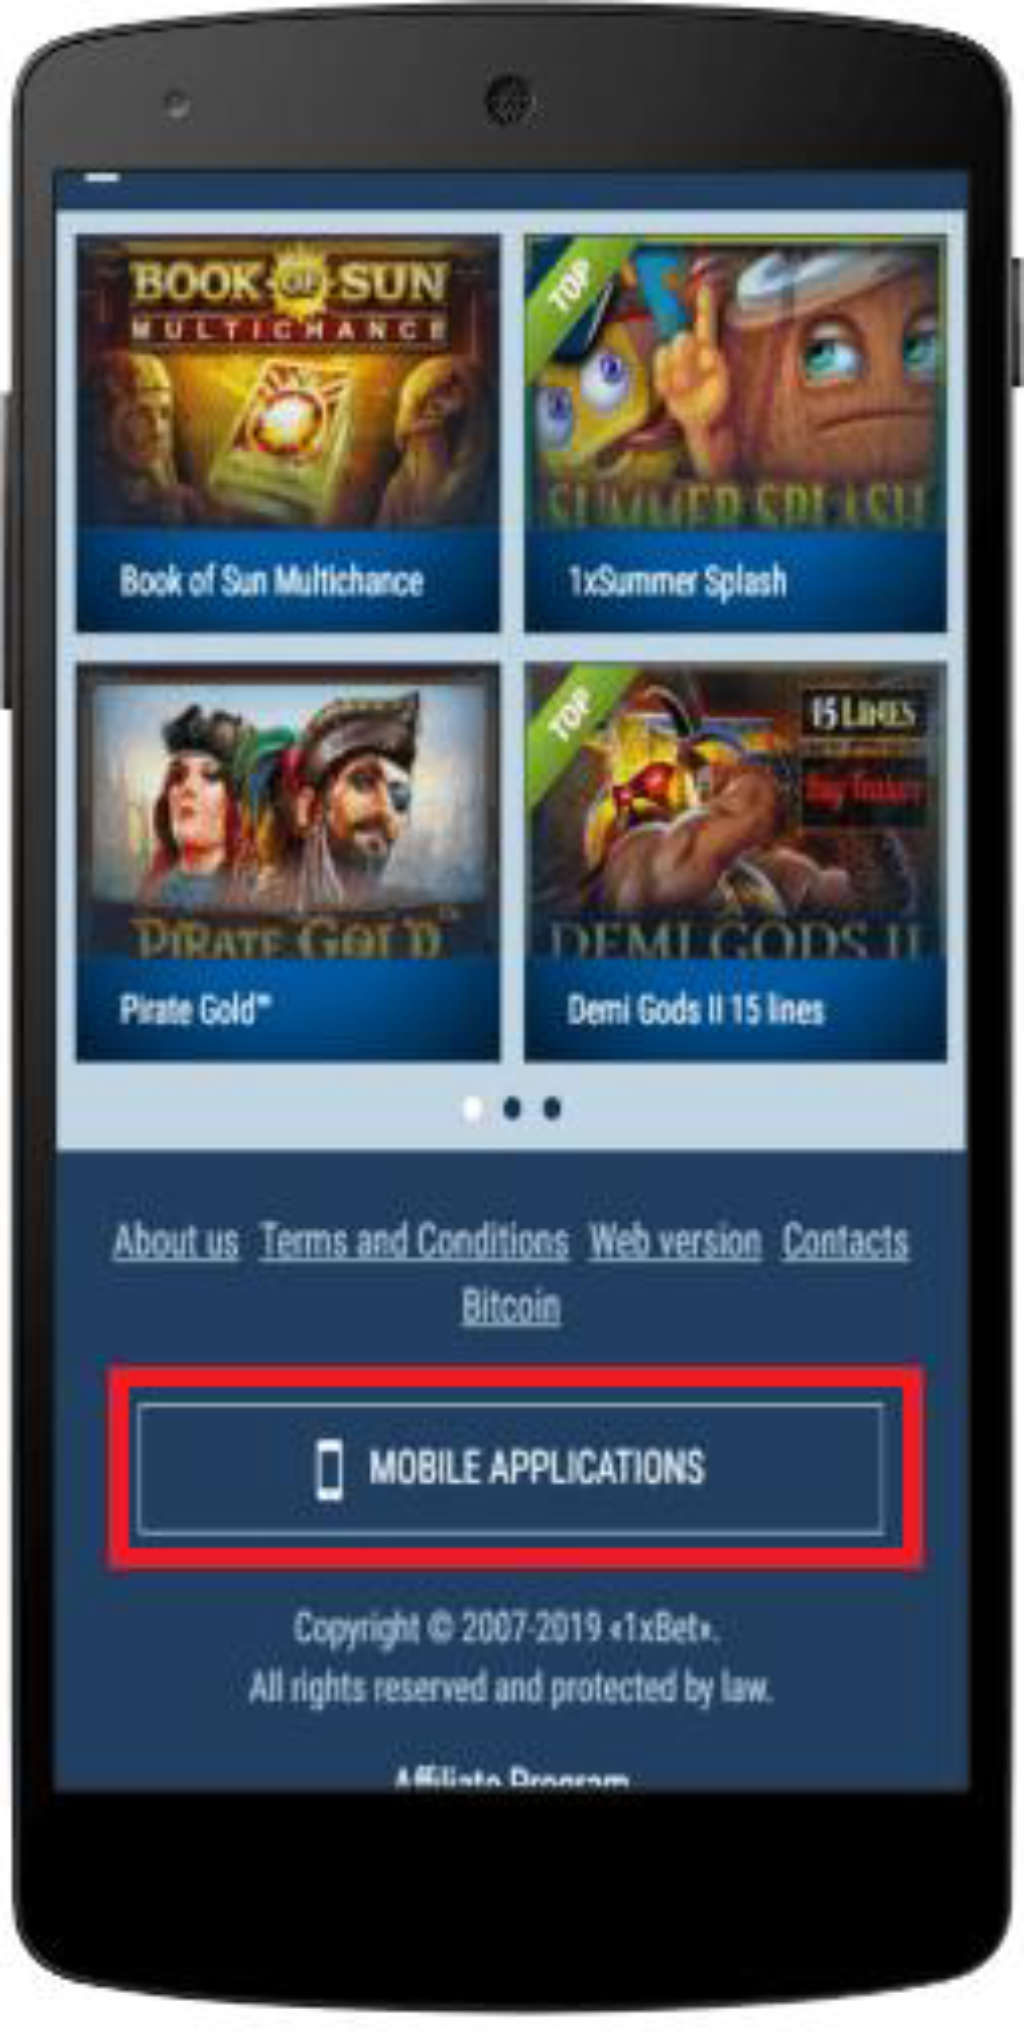 BOOK OF SUN
MULTICHANCE
Book of Sun Multichance
TOP
SUMMER SPLASH
1xSummer Splash
PIRATE GOLD™
Pirate Gold™
TOP
15 LINES
DEMI GODS II
Demi Gods II 15 lines
About us Terms and Conditions Web version Contacts
Bitcoin
MOBILE APPLICATIONS
Copyright © 2007-2019 «1xBet».
All rights reserved and protected by law.
Affiliate Program